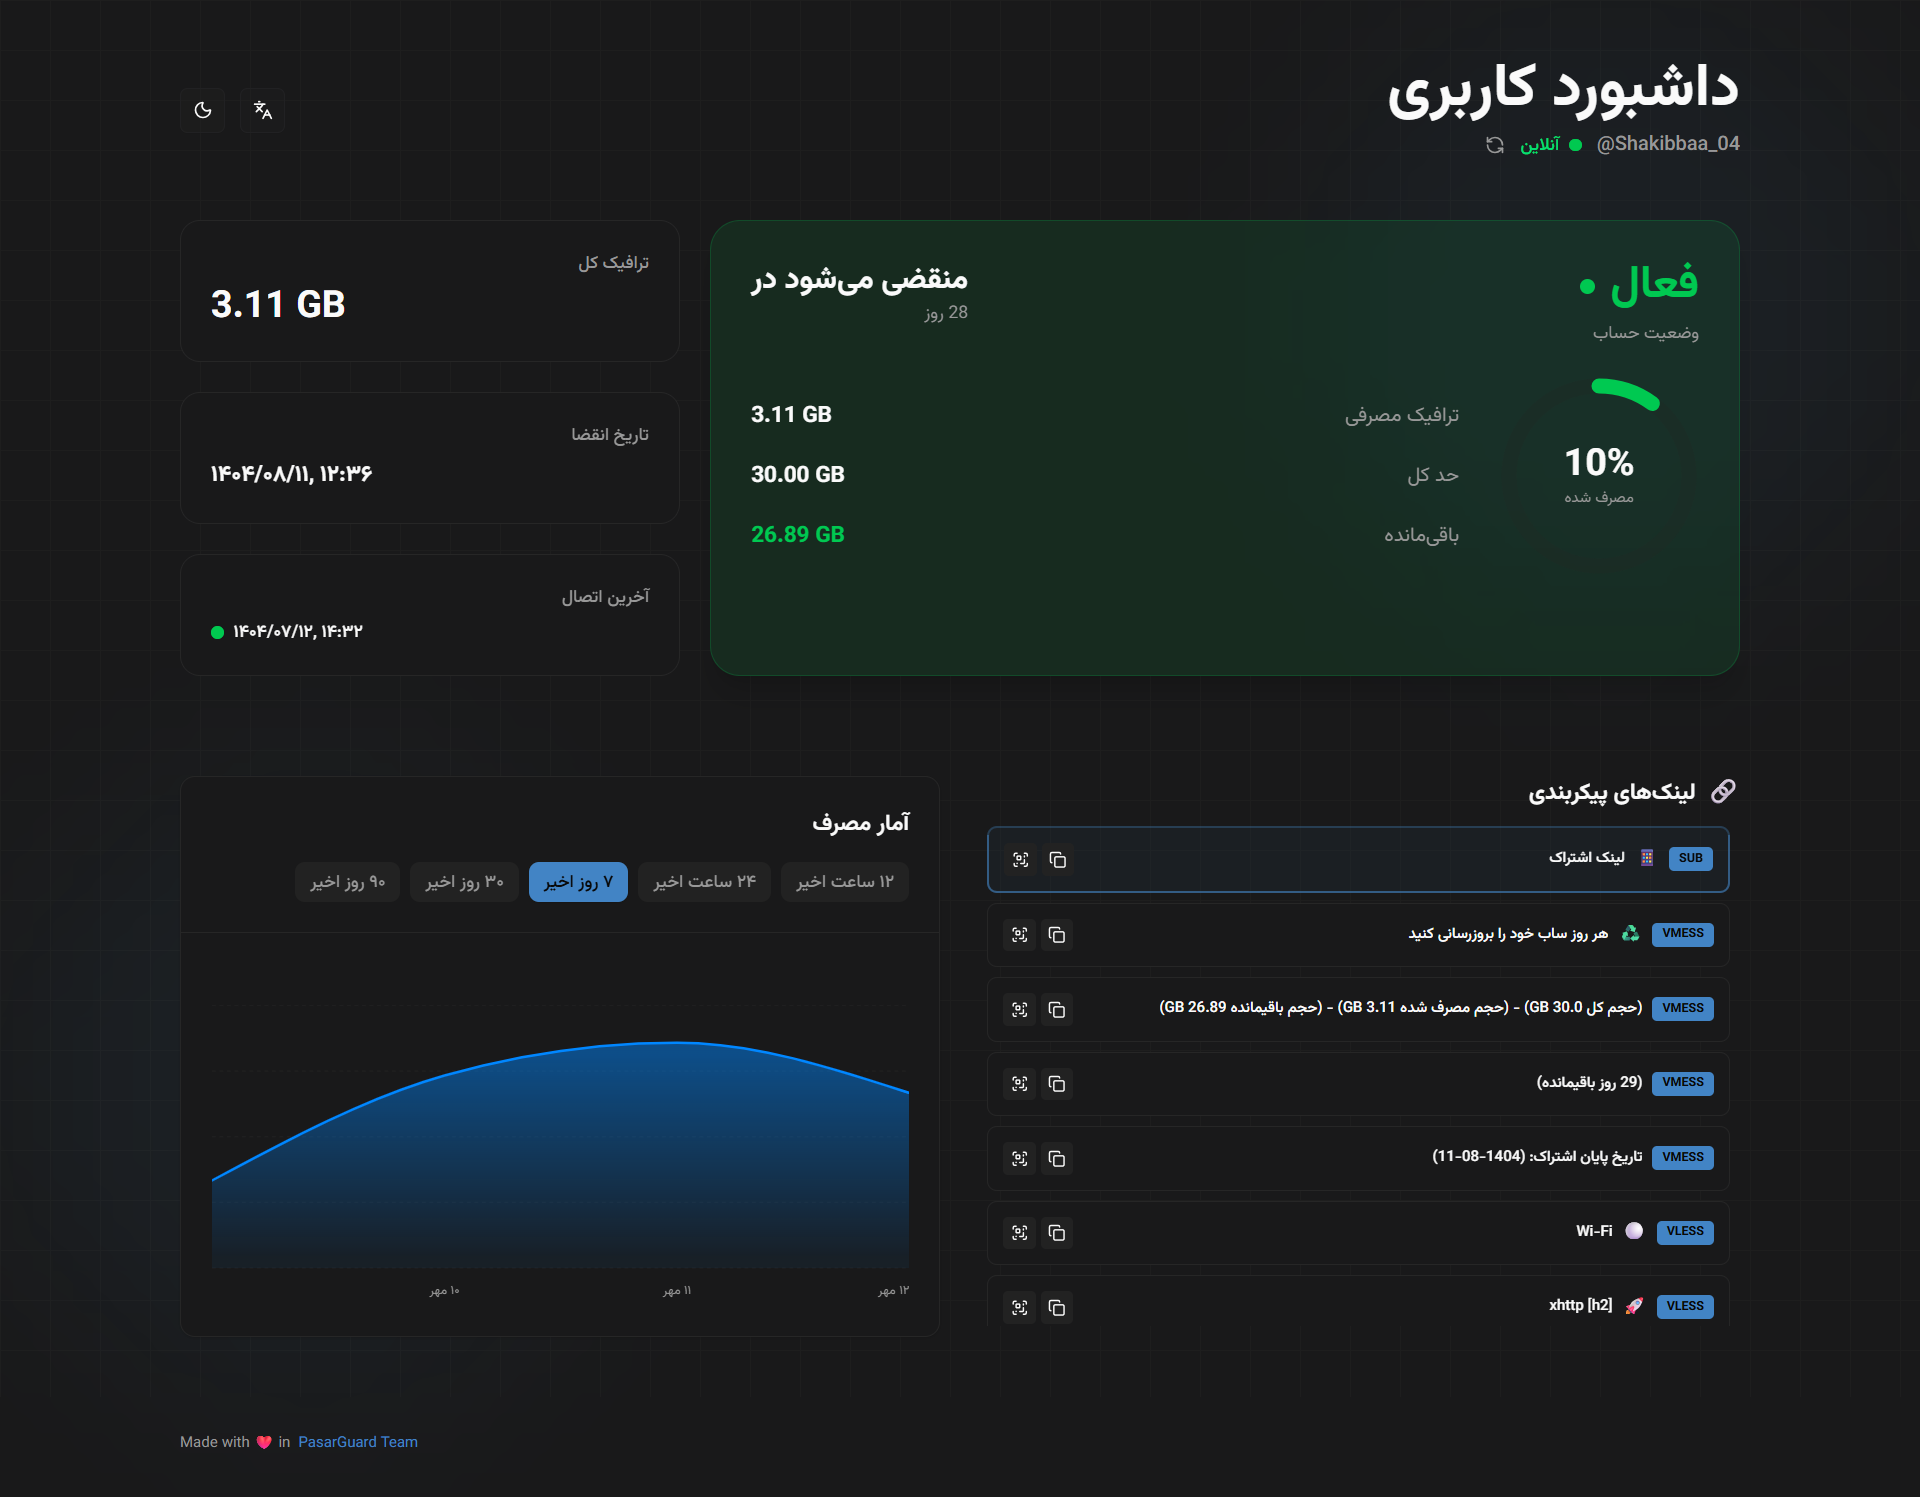 داشبورد کاربری
@Shakibbaa_04
آنلاین
فعال
وضعیت حساب
منقضی می‌شود در
28 روز
10%
مصرف شده
ترافیک مصرفی
3.11 GB
حد کل
30.00 GB
باقی‌مانده
26.89 GB
ترافیک کل
3.11 GB
تاریخ انقضا
۱۴۰۴/۰۸/۱۱, ۱۲:۳۶
آخرین اتصال
۱۴۰۴/۰۷/۱۲, ۱۴:۳۲
لینک‌های پیکربندی
SUB لینک اشتراک
VMESS هر روز ساب خود را بروزرسانی کنید
VMESS (حجم کل 30.0 GB) - (حجم مصرف شده 3.11 GB) - (حجم باقیمانده 26.89 GB)
VMESS (29 روز باقیمانده)
VMESS تاریخ پایان اشتراک: (1404-08-11)
VLESS Wi-Fi
VLESS xhttp [h2]
آمار مصرف
۱۲ ساعت اخیر
۲۴ ساعت اخیر
۷ روز اخیر
۳۰ روز اخیر
۹۰ روز اخیر
۱۲ مهر
۱۱ مهر
۱۰ مهر
Made with ❤️ in PasarGuard Team